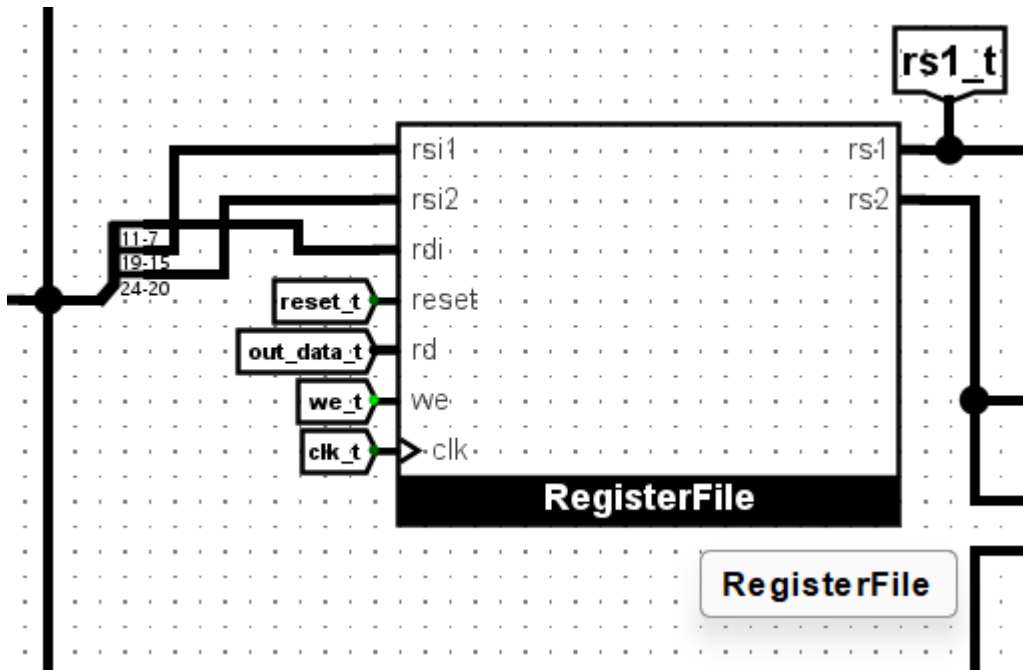 rs1_t
rsi1
rs1
rsi2
rs2
11-7
rdi
19-15
24-20
reset_t
reset
out_data_t
rd
we_t
we
clk_t
clk
RegisterFile
RegisterFile